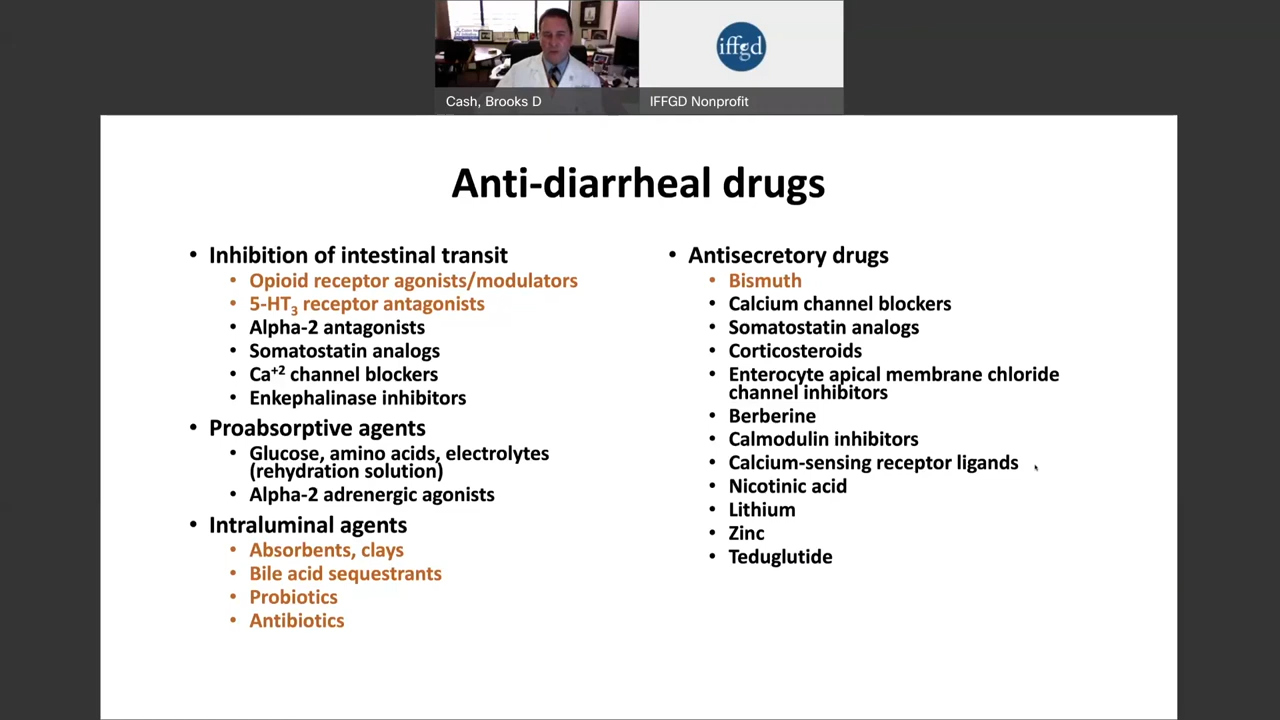 iffgd
Cash, Brooks D
IFFGD Nonprofit
Anti-diarrheal drugs
• Inhibition of intestinal transit
• Opioid receptor agonists/modulators
• 5-HT3 receptor antagonists
• Alpha-2 antagonists
• Somatostatin analogs
• Ca+2 channel blockers
• Enkephalinase inhibitors
• Proabsorptive agents
• Glucose, amino acids, electrolytes
(rehydration solution)
• Alpha-2 adrenergic agonists
• Intraluminal agents
• Absorbents, clays
• Bile acid sequestrants
• Probiotics
• Antibiotics
• Antisecretory drugs
• Bismuth
• Calcium channel blockers
• Somatostatin analogs
• Corticosteroids
• Enterocyte apical membrane chloride
channel inhibitors
• Berberine
• Calmodulin inhibitors
• Calcium-sensing receptor ligands
• Nicotinic acid
• Lithium
• Zinc
• Teduglutide